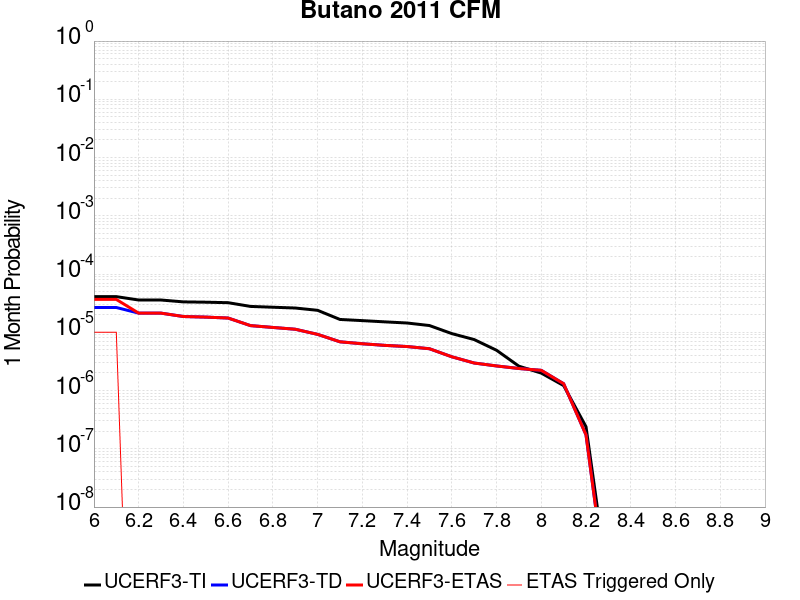 Butano 2011 CFM
10^0
10^-1
10^-2
10^-3
10^-4
10^-5
10^-6
10^-7
10^-8
1 Month Probability
6 6.2 6.4 6.6 6.8 7 7.2 7.4 7.6 7.8 8 8.2 8.4 8.6 8.8 9
Magnitude
UCERF3-TI UCERF3-TD UCERF3-ETAS ETAS Triggered Only